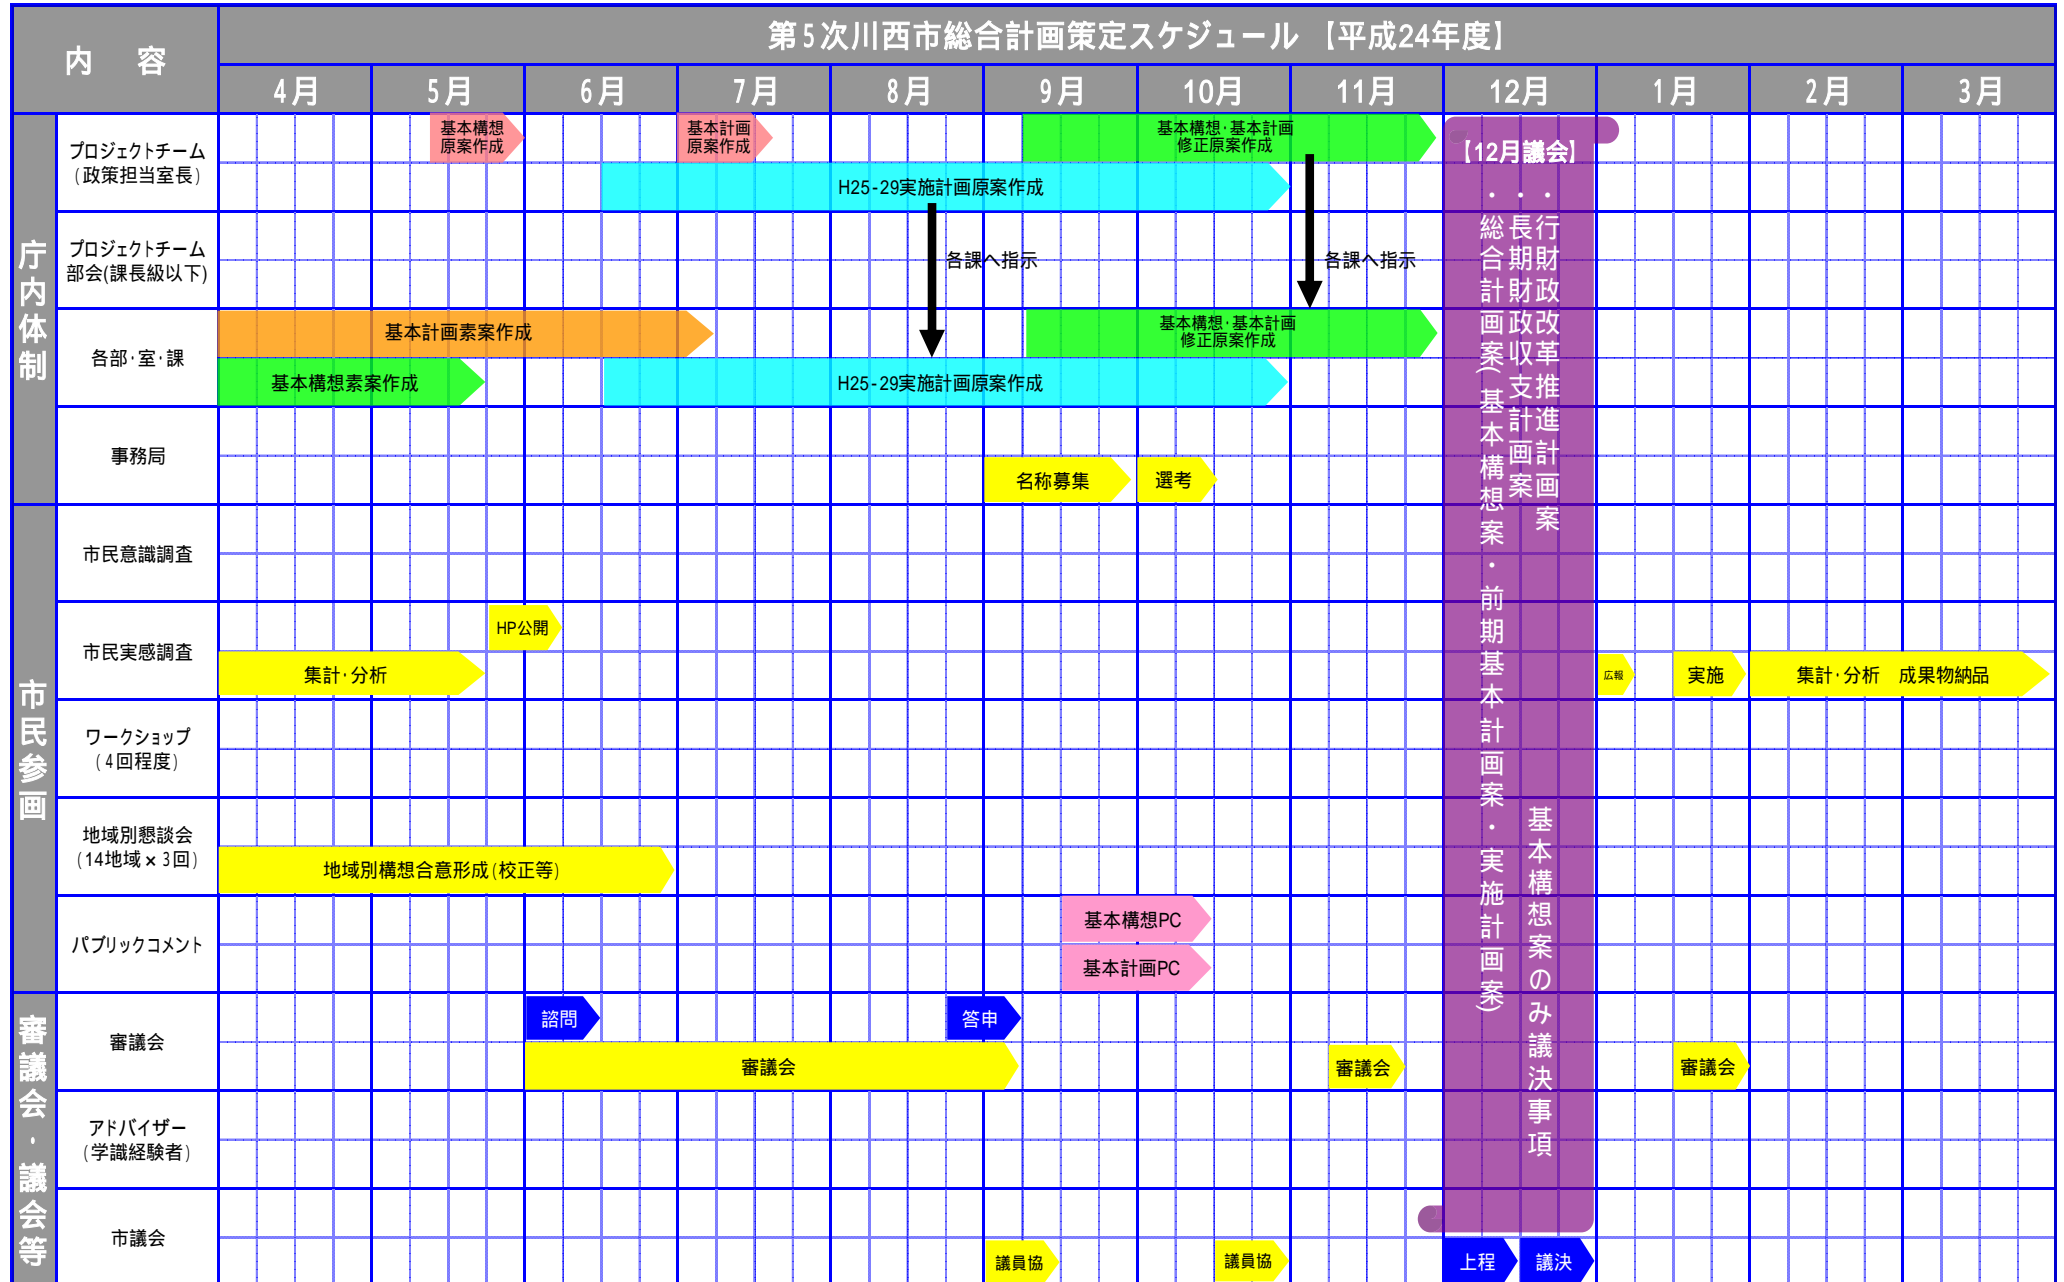 第5次川西市総合計画策定スケジュール 【平成24年度】
内 容
4月 5月 6月 7月 8月 9月 10月 11月 12月 1月 2月 3月
庁内体制
プロジェクトチーム
(政策担当室長)
基本構想
原案作成
基本計画
原案作成
基本構想・基本計画
修正原案作成
H25-29実施計画原案作成
プロジェクトチーム
部会(課長級以下)
各課へ指示
各課へ指示
各部・室・課
基本計画素案作成
基本構想・基本計画
修正原案作成
基本構想素案作成
H25-29実施計画原案作成
事務局
名称募集
選考
市民参画
市民意識調査
市民実感調査
HP公開
集計・分析
広報
実施
集計・分析 成果物納品
ワークショップ
(4回程度)
地域別懇談会
(14地域×3回)
地域別構想合意形成(校正等)
パブリックコメント
基本構想PC
基本計画PC
審議会・議会等
審議会
諮問
答申
審議会
審議会
審議会
アドバイザー
(学識経験者)
市議会
議員協
議員協
上程
議決
【12月議会】
・行財政改革推進計画案
・長期財政収支計画案
・総合計画案(基本構想案・前期基本計画案・実施計画案)
基本構想案のみ議決事項